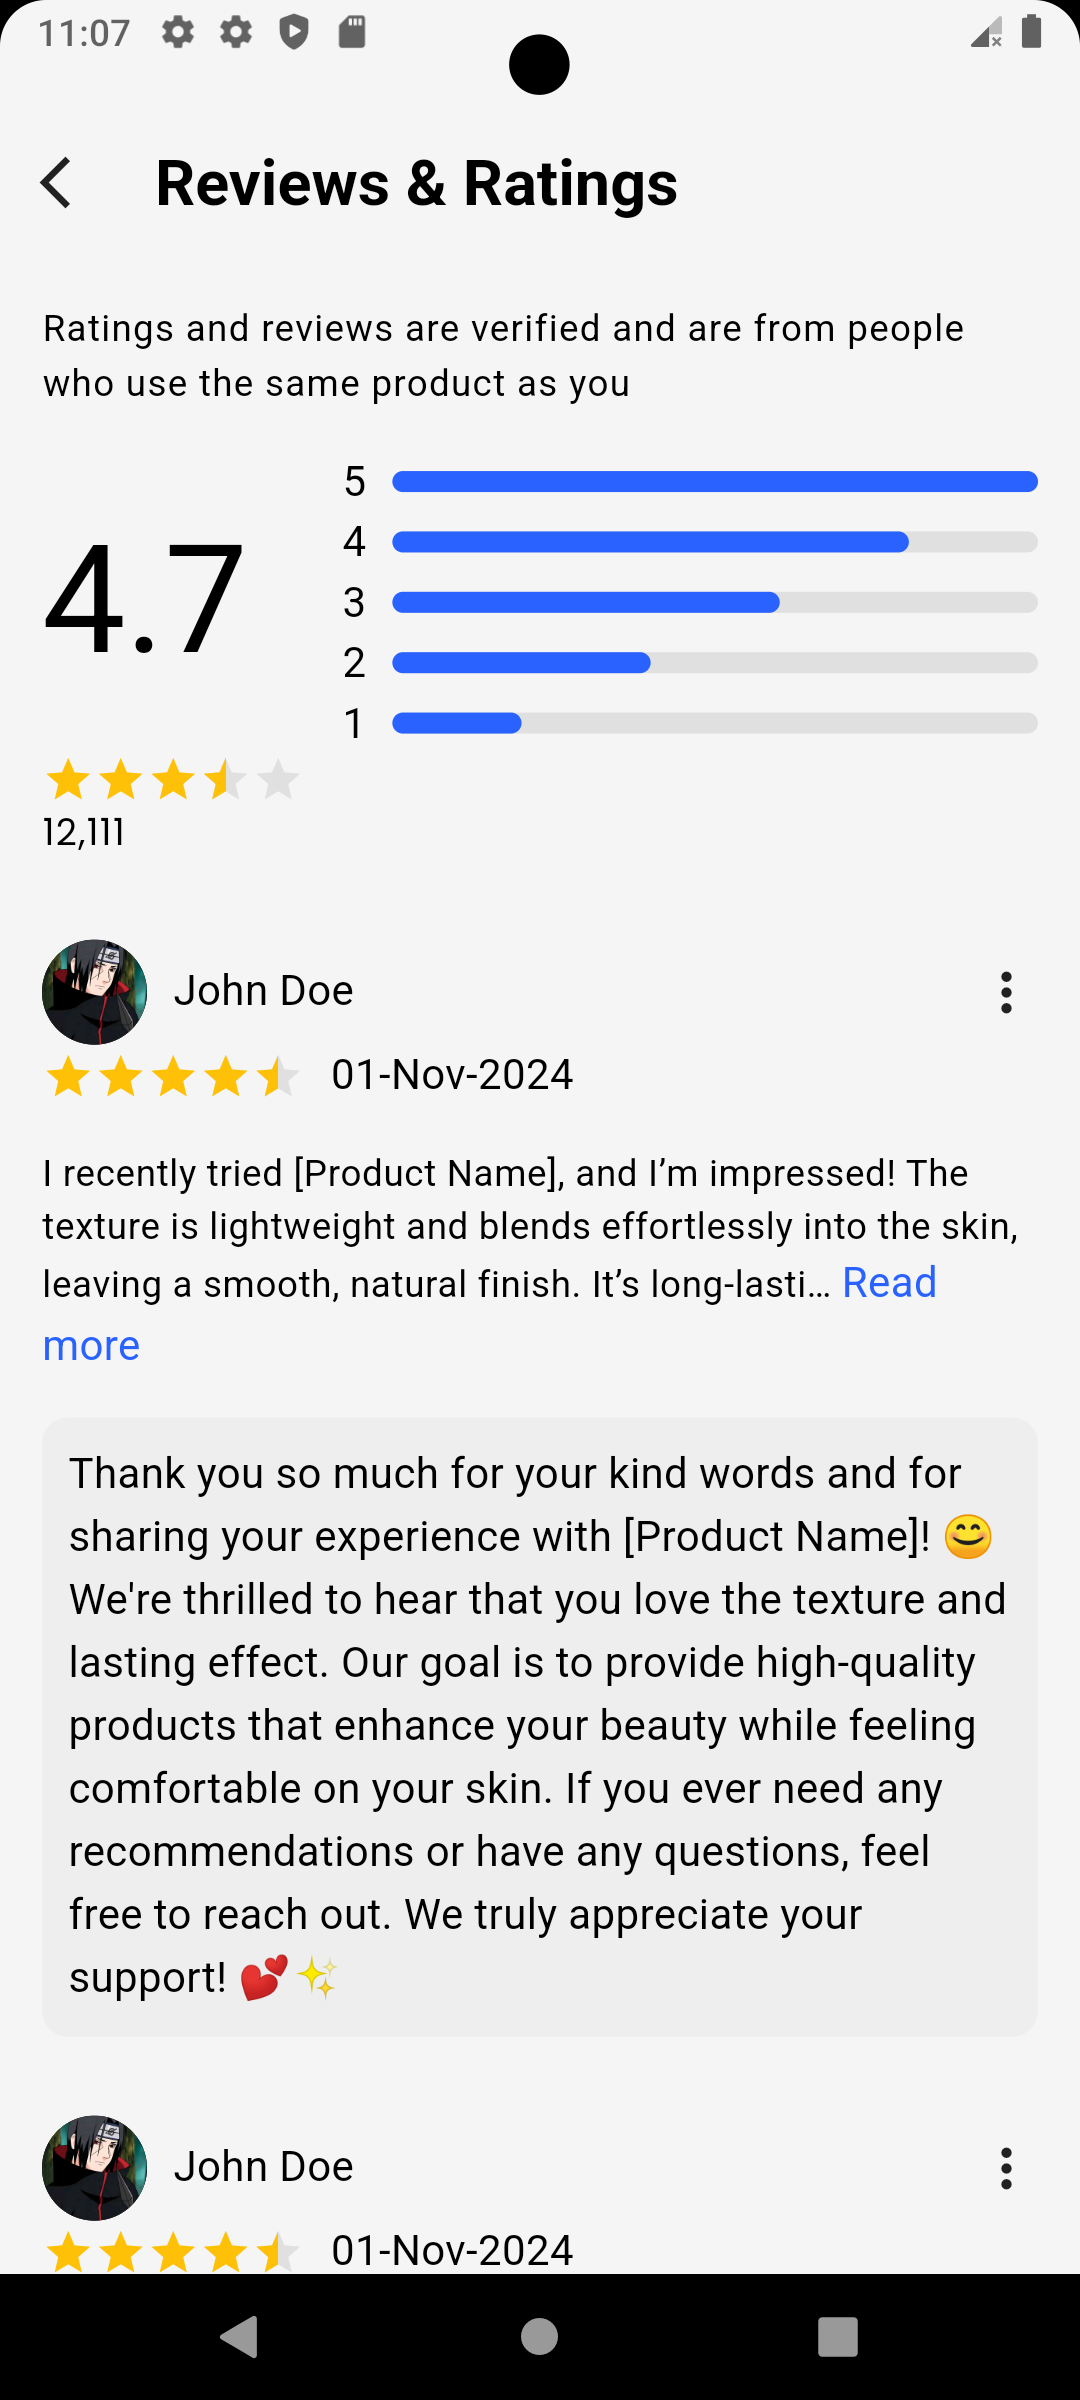 11:07
Reviews & Ratings
Ratings and reviews are verified and are from people
who use the same product as you
5
4
3
2
1
4.7
12,111
John Doe
01-Nov-2024
I recently tried [Product Name], and I’m impressed! The
texture is lightweight and blends effortlessly into the skin,
leaving a smooth, natural finish. It’s long-lasti… Read
more
Thank you so much for your kind words and for
sharing your experience with [Product Name]! 😊
We're thrilled to hear that you love the texture and
lasting effect. Our goal is to provide high-quality
products that enhance your beauty while feeling
comfortable on your skin. If you ever need any
recommendations or have any questions, feel
free to reach out. We truly appreciate your
support! 💕✨
John Doe
01-Nov-2024